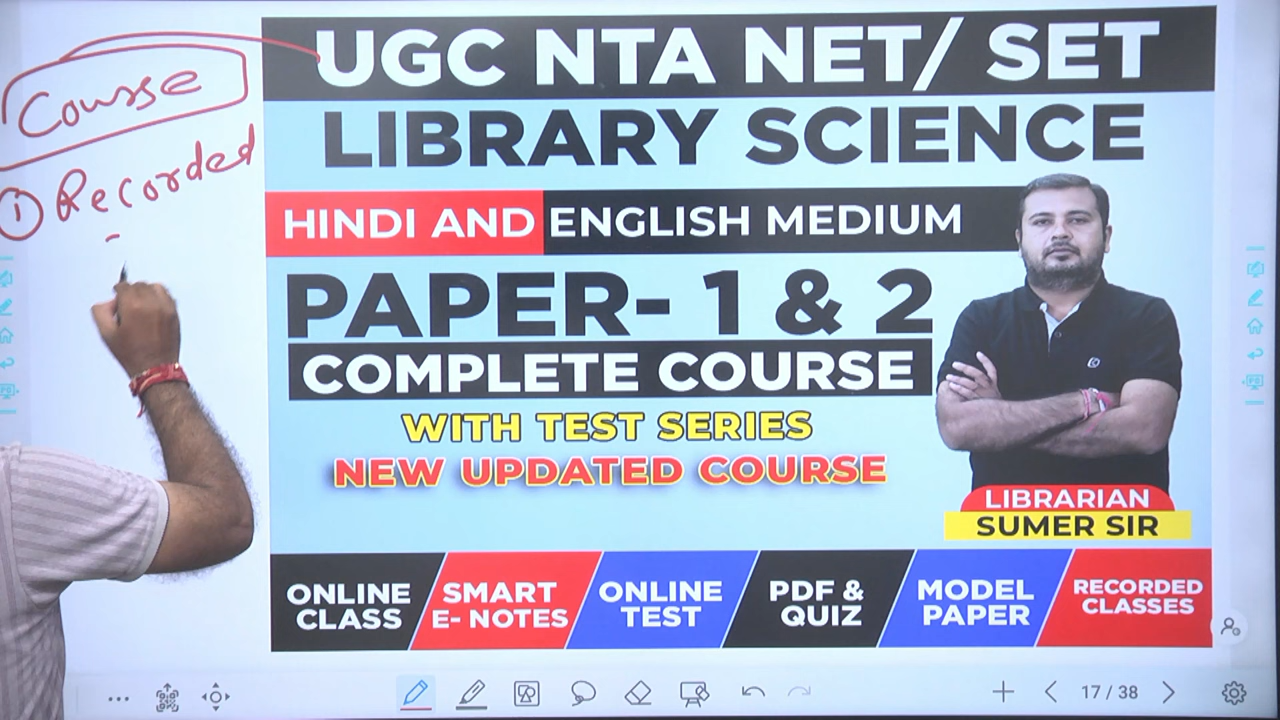 Course
① Recorded
UGC NTA NET/ SET
LIBRARY SCIENCE
HINDI AND ENGLISH MEDIUM
PAPER- 1 & 2
COMPLETE COURSE
WITH TEST SERIES
NEW UPDATED COURSE
LIBRARIAN
SUMER SIR
ONLINE CLASS
SMART E- NOTES
ONLINE TEST
PDF & QUIZ
MODEL PAPER
RECORDED CLASSES
17 / 38